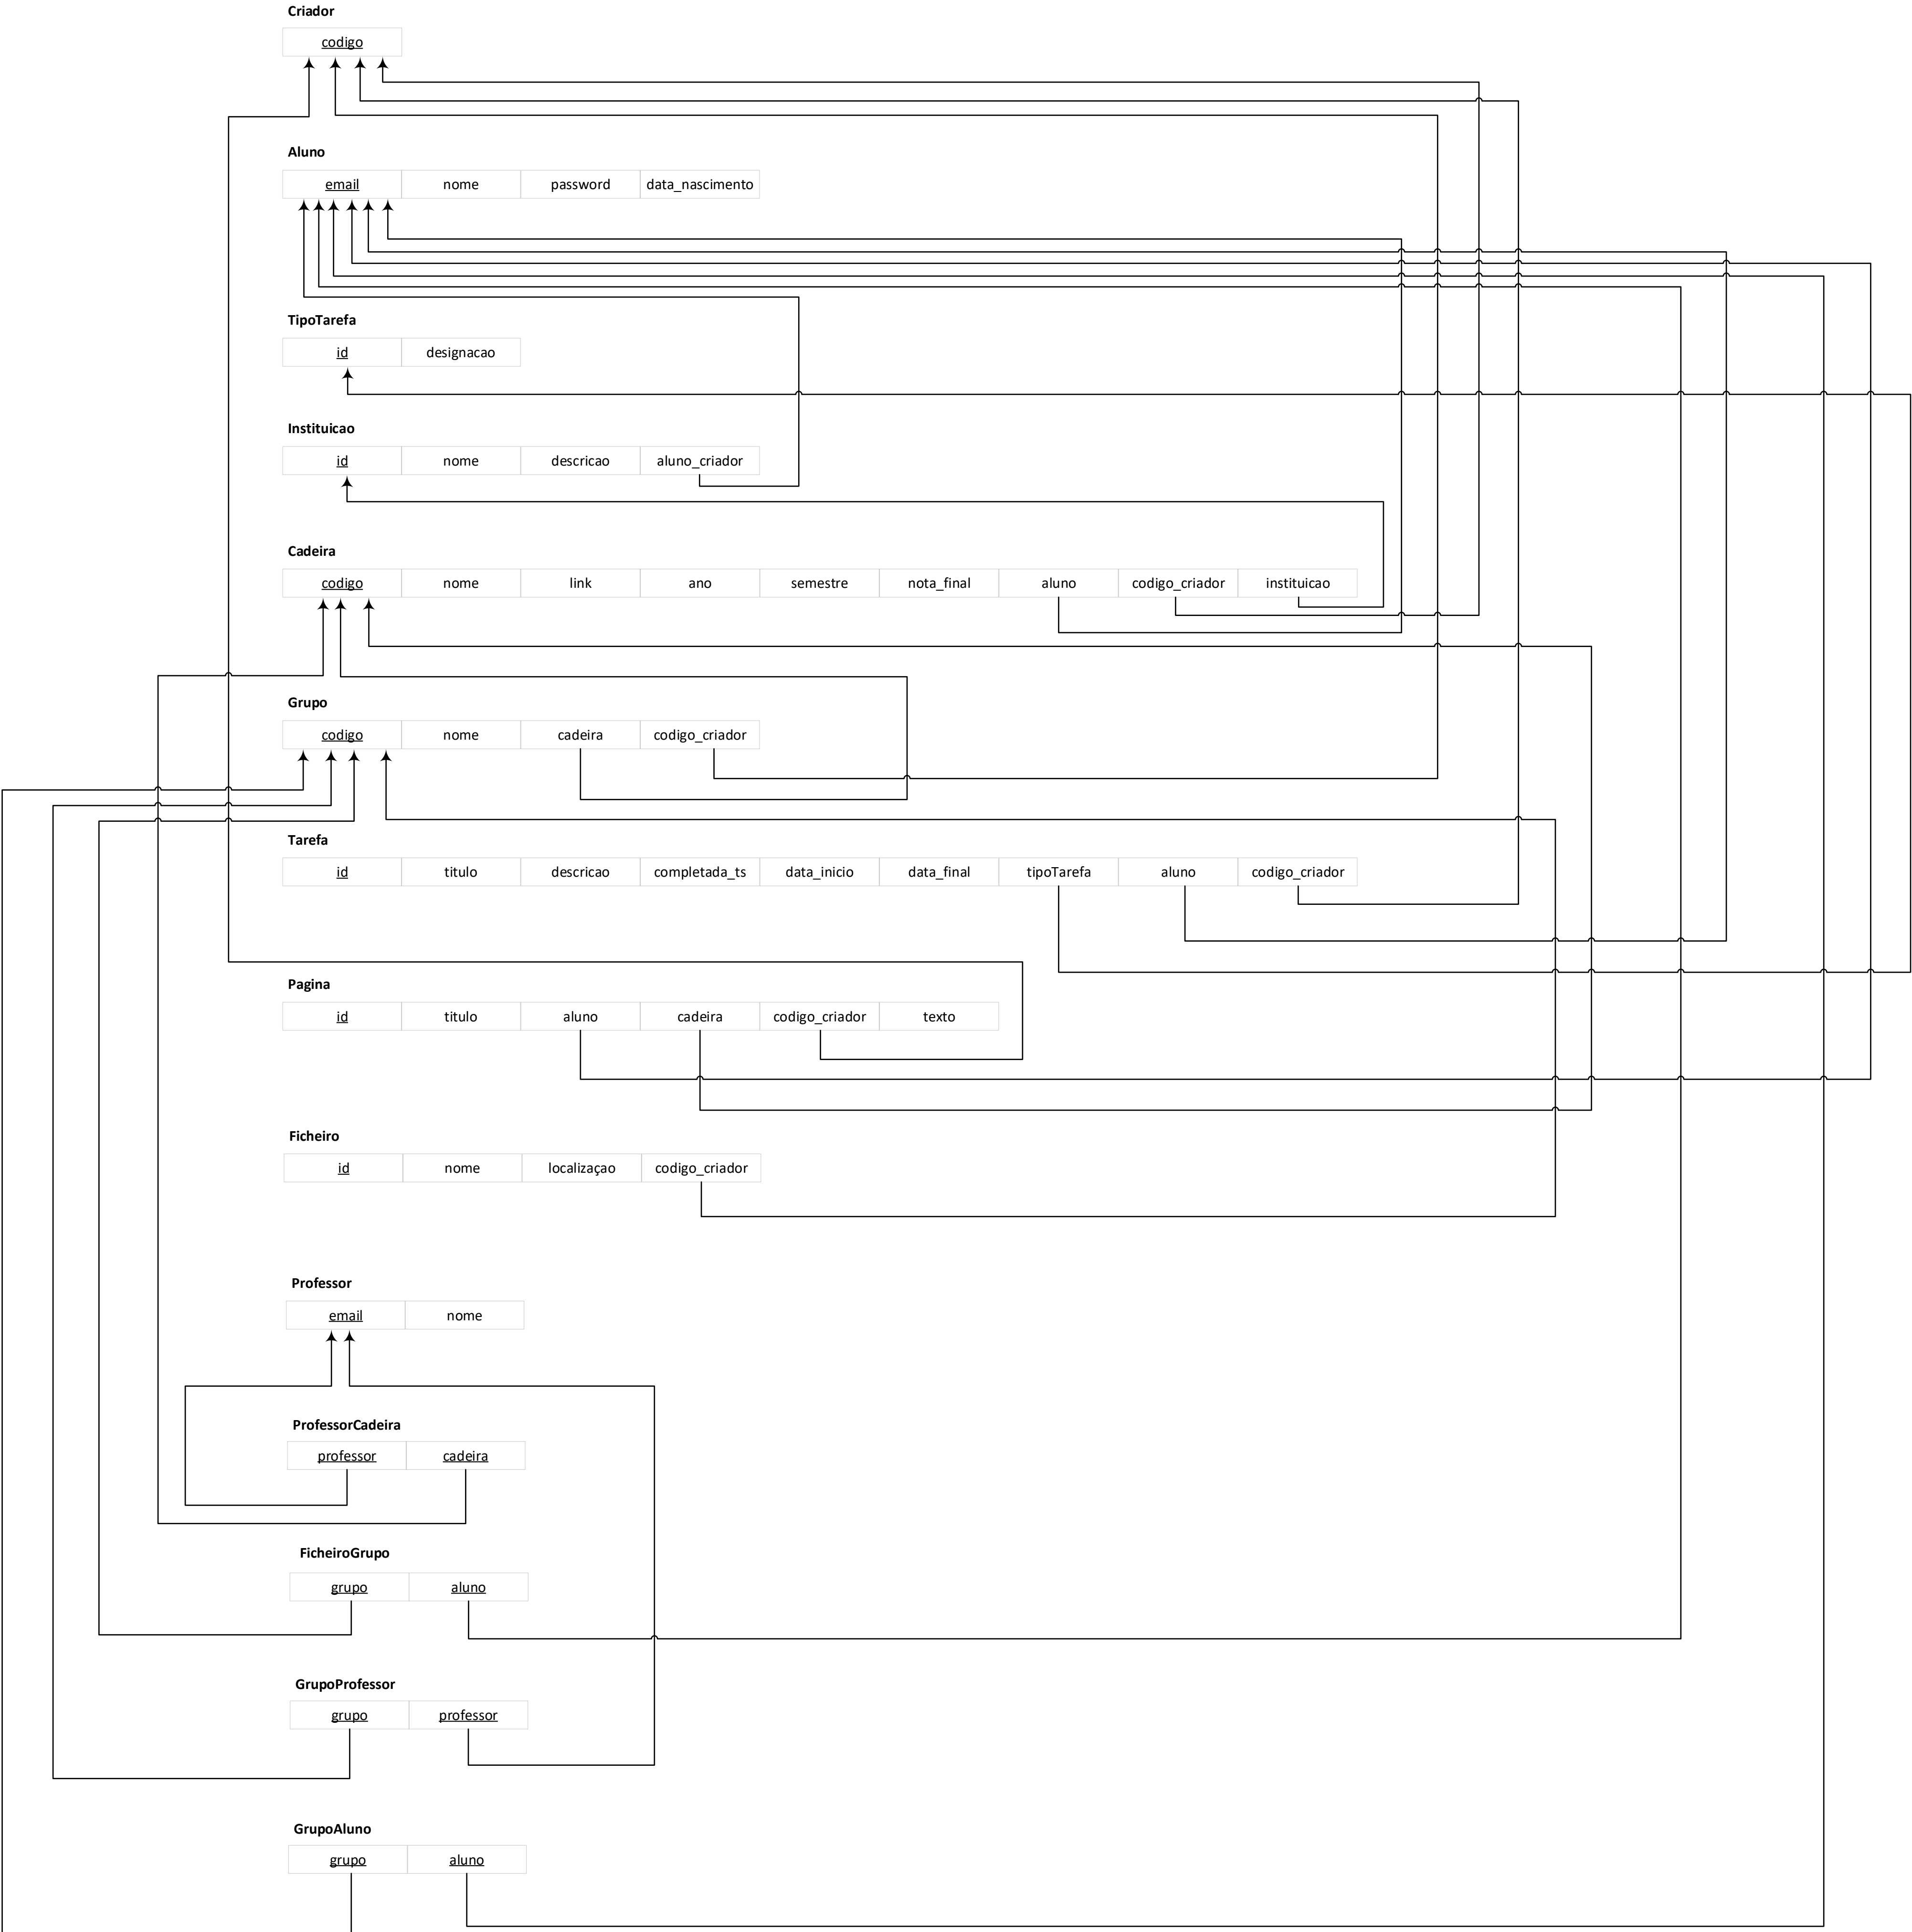 Criador
codigo
Aluno
email nome password data_nascimento
TipoTarefa
id designacao
Instituicao
id nome descricao aluno_criador
Cadeira
codigo nome link ano semestre nota_final aluno codigo_criador instituicao
Grupo
codigo nome cadeira codigo_criador
Tarefa
id titulo descricao completada_ts data_inicio data_final tipoTarefa aluno codigo_criador
Pagina
id titulo aluno cadeira codigo_criador texto
Ficheiro
id nome localizaçao codigo_criador
Professor
email nome
ProfessorCadeira
professor cadeira
FicheiroGrupo
grupo aluno
GrupoProfessor
grupo professor
GrupoAluno
grupo aluno